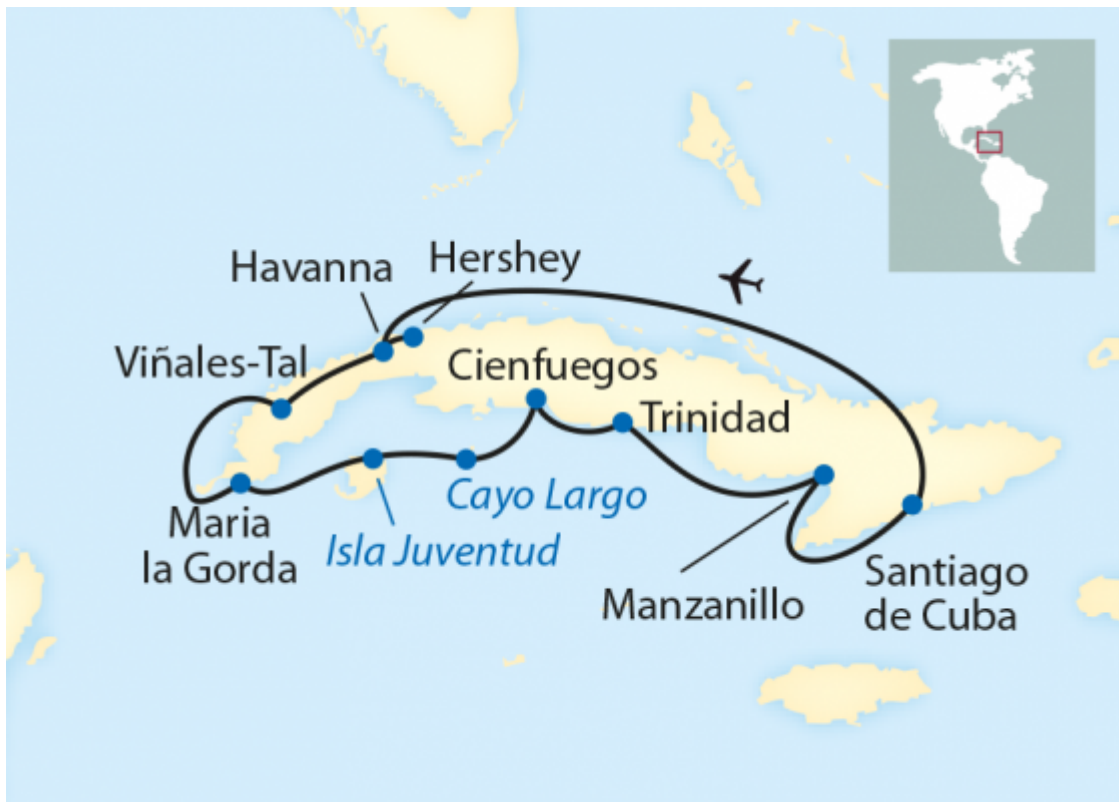 Havanna
Hershey
Viñales-Tal
Cienfuegos
Trinidad
Cayo Largo
Maria
la Gorda
Isla Juventud
Manzanillo
Santiago
de Cuba